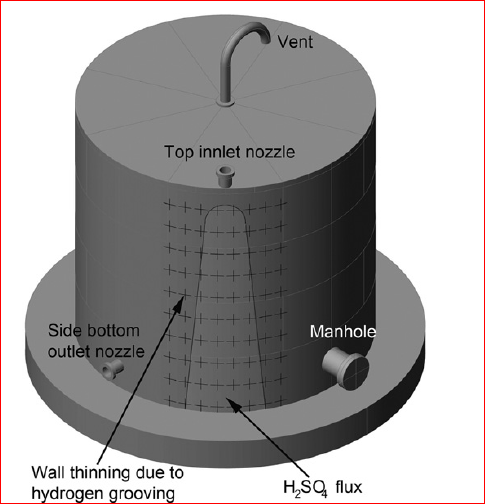 Vent
Top innlet nozzle
Side bottom
outlet nozzle
Manhole
Wall thinning due to
hydrogen grooving
H₂SO₄ flux